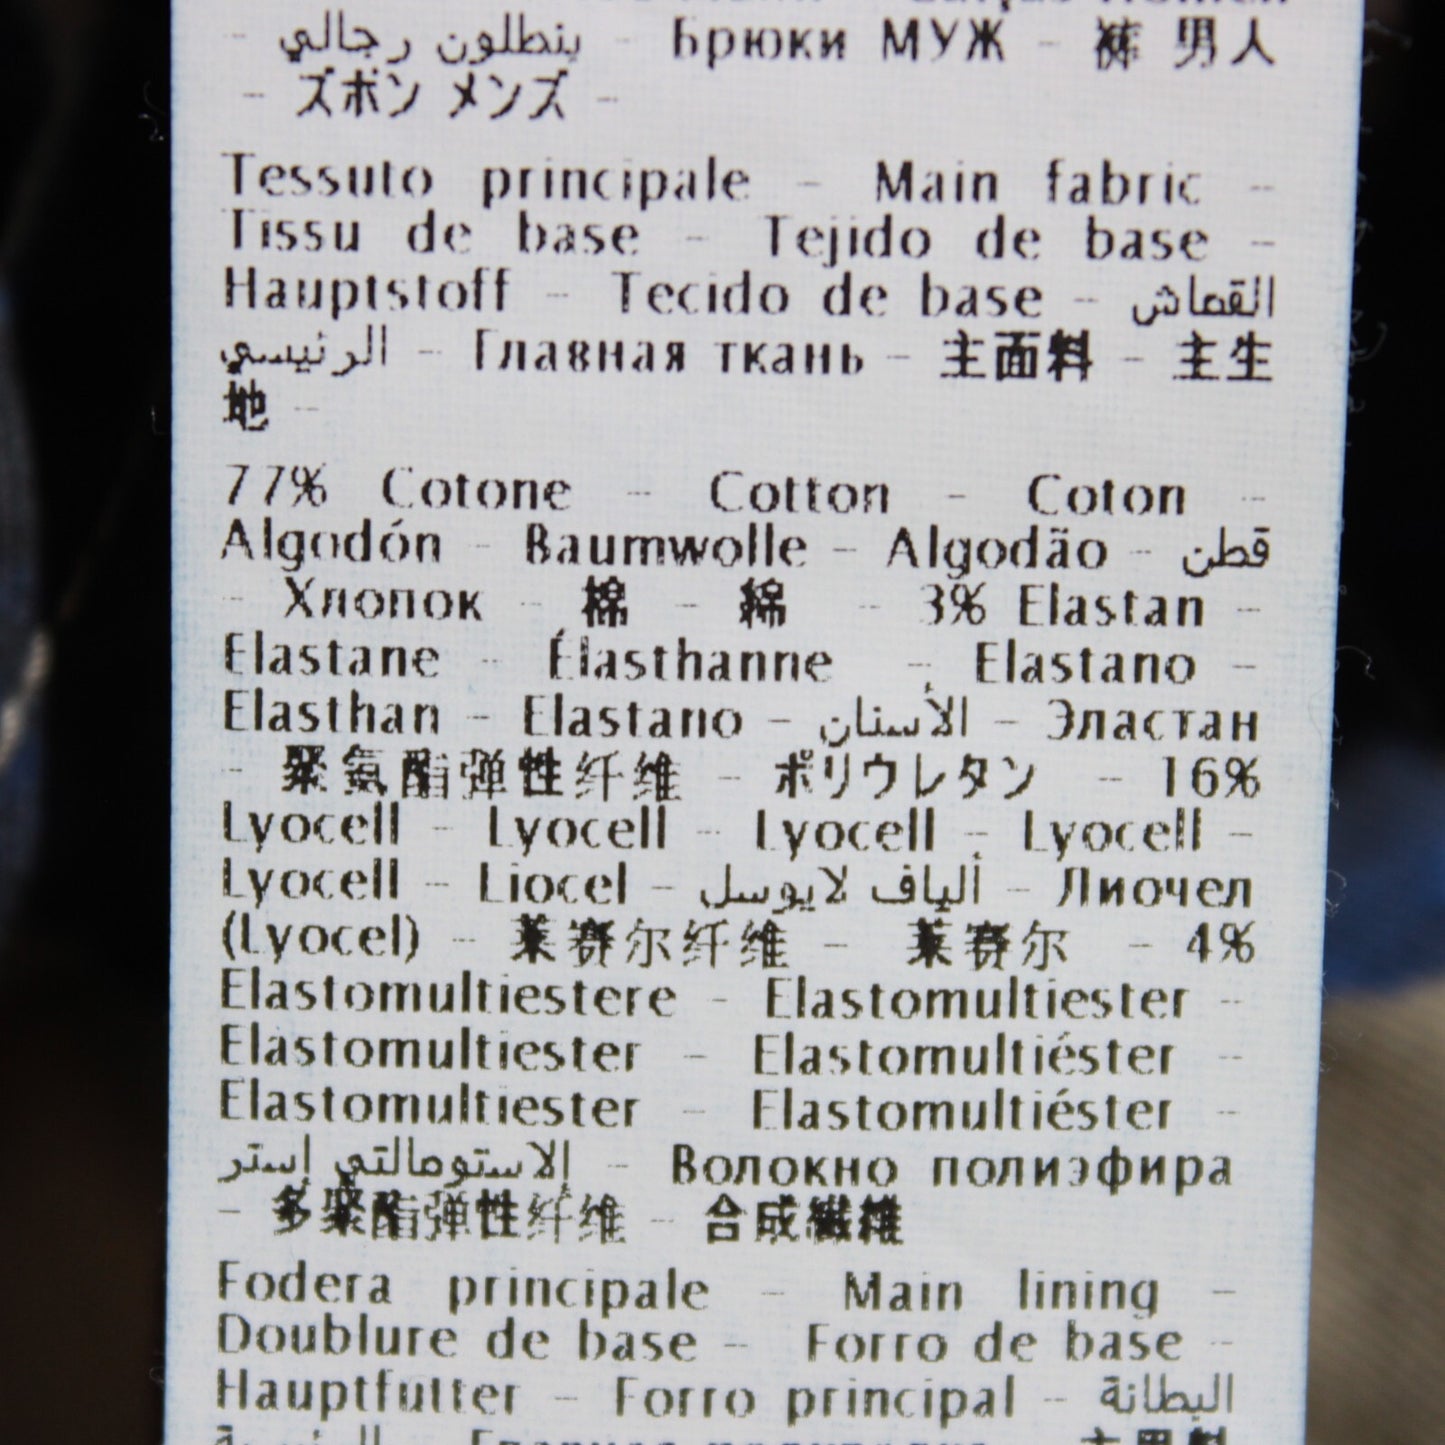 - بنطلون رجالي - Брюки МУЖ - 裤 男人
- ズボン メンズ -
Tessuto principale - Main fabric -
Tissu de base - Tejido de base -
Hauptstoff - Tecido de base - القماش
الرئيسي - Главная ткань - 主面料 - 主生
地 -
77% Cotone - Cotton - Coton -
Algodón - Baumwolle - Algodão - قطن
- Хлопок - 棉 - 綿 - 3% Elastan -
Elastane - Élasthanne - Elastano -
Elasthan - Elastano - الأسنان - Эластан
- 聚氨酯弹性纤维 - ポリウレタン - 16%
Lyocell - Lyocell - Lyocell - Lyocell -
Lyocell - Liocel - ألياف لايوسل - Лиочел
(Lyocel) - 莱赛尔纤维 - 莱赛尔 - 4%
Elastomultiestere - Elastomultiester -
Elastomultiester - Elastomultiéster -
Elastomultiester - Elastomultiéster -
إلاستومالتي إستر - Волокно полиэфира
- 多聚酯弹性纤维 - 合成繊維
Fodera principale - Main lining -
Doublure de base - Forro de base -
Hauptfutter - Forro principal - البطانة